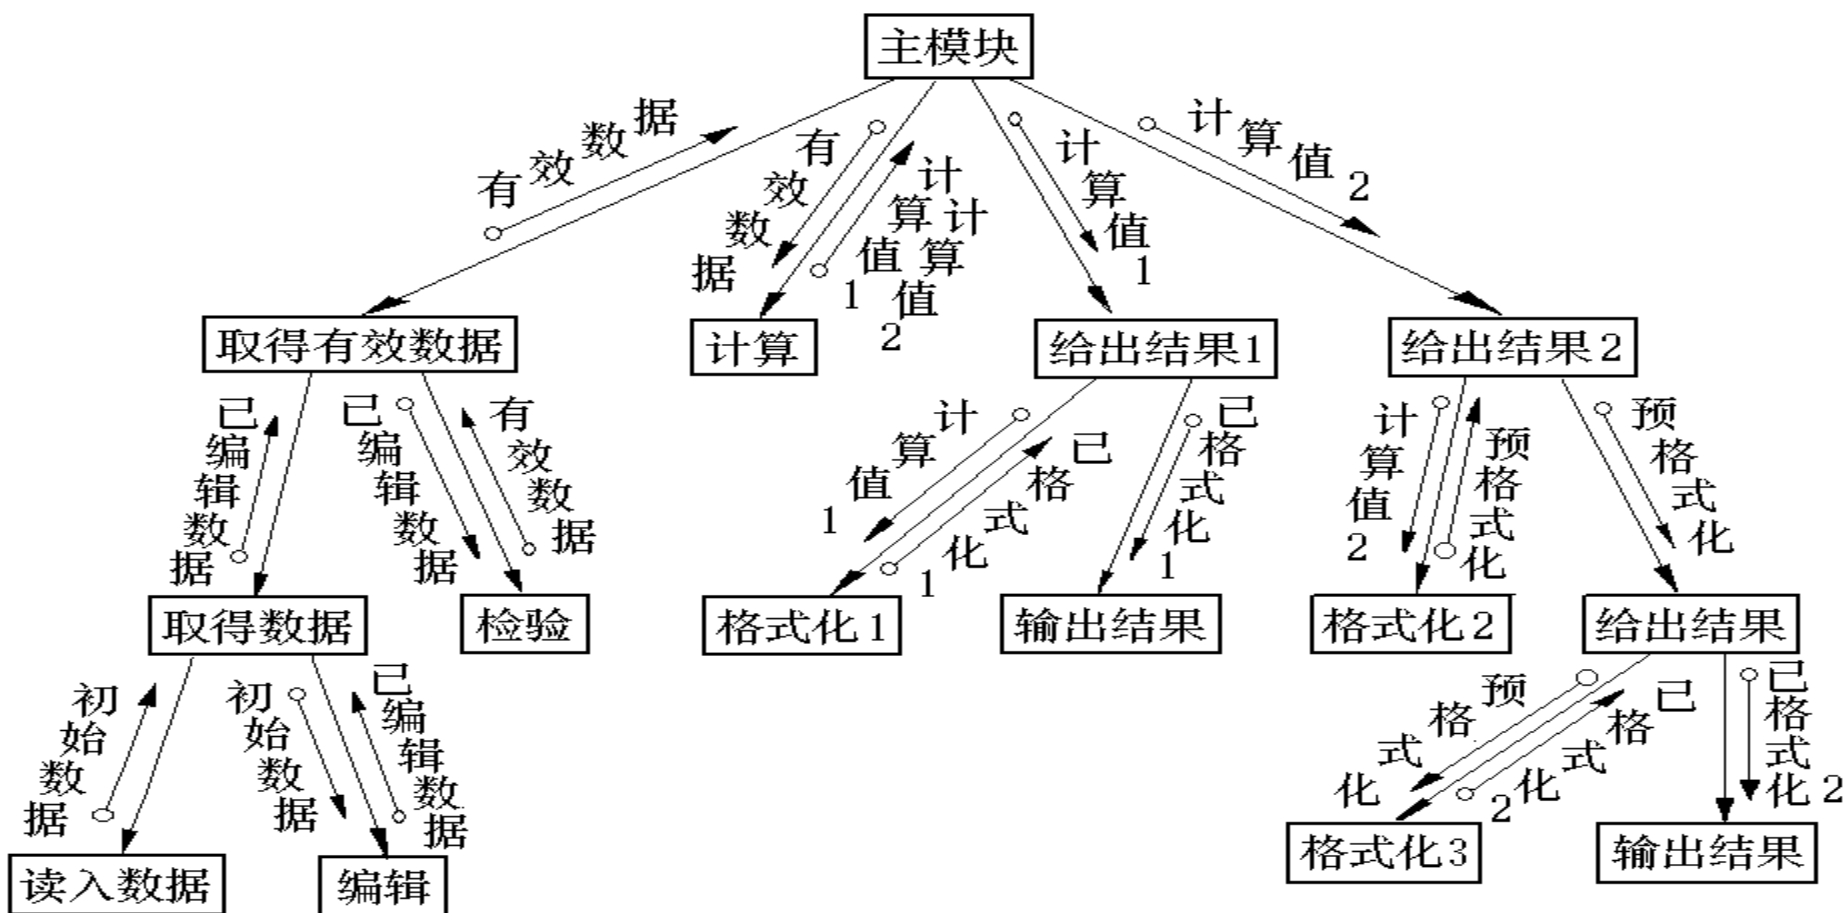 主模块
有效数据
有效数据
计算值1
计算值2
计算值1
计算值2
取得有效数据
计算
给出结果1
给出结果2
已编辑数据
已编辑数据
有效数据
计算值1
已格式化1
已格式化1
计算值2
预格式化
预格式化
取得数据
检验
格式化1
输出结果
格式化2
给出结果
初始数据
初始数据
已编辑数据
预格式化
已格式化2
已格式化2
读入数据
编辑
格式化3
输出结果